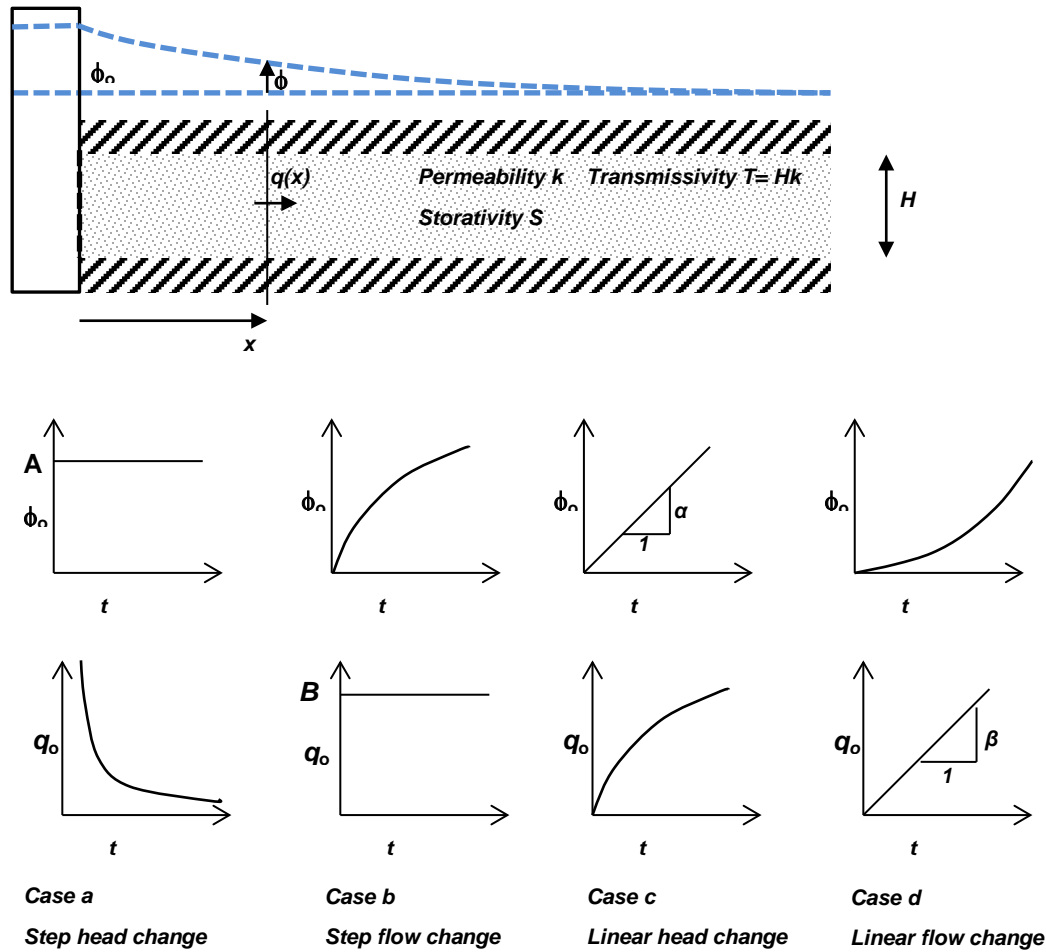 ϕₒ
ϕ
q(x)
Permeability k Transmissivity T= Hk
Storativity S
H
x
A
ϕₒ
t
ϕₒ
t
ϕₒ
α
1
t
ϕₒ
t
qₒ
t
B
qₒ
t
qₒ
t
qₒ
β
1
t
Case a
Case b
Case c
Case d
Step head change
Step flow change
Linear head change
Linear flow change